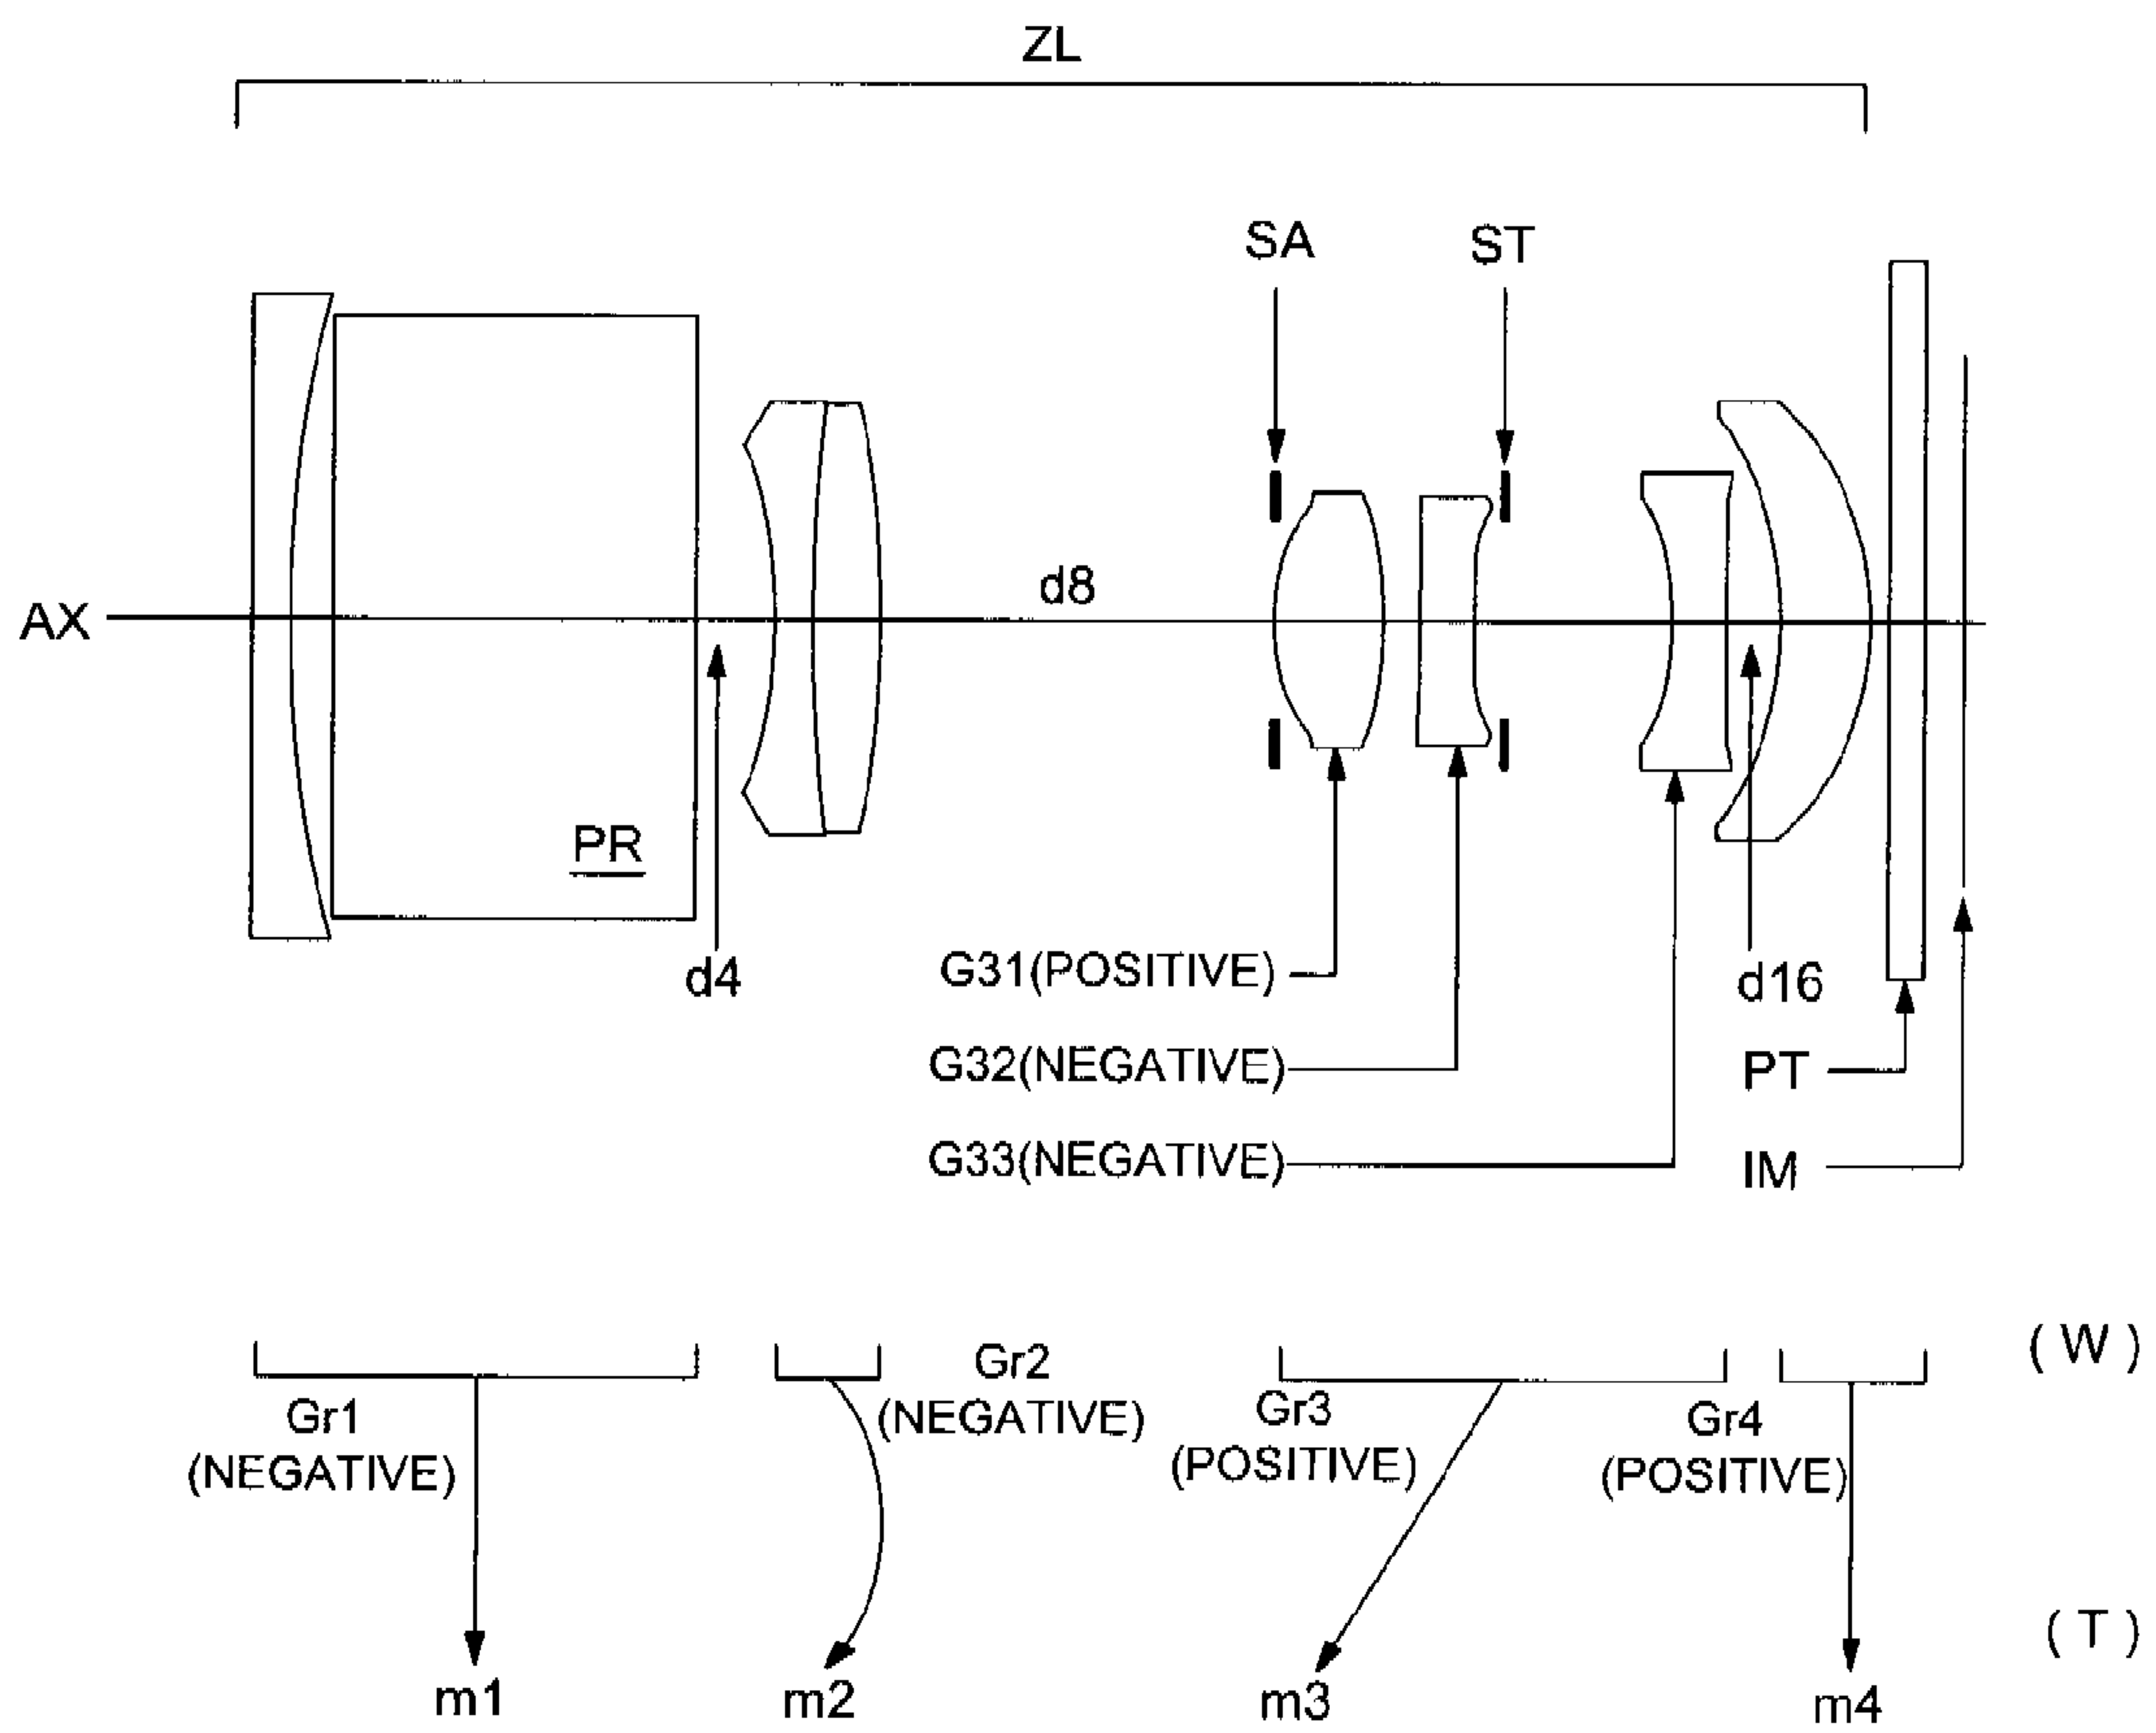 ZL
SA
ST
d8
AX
PR
d4
G31(POSITIVE)
d16
G32(NEGATIVE)
PT
G33(NEGATIVE)
IM
( W )
Gr2
(NEGATIVE)
Gr1
(NEGATIVE)
Gr3
(POSITIVE)
Gr4
(POSITIVE)
( T )
m1
m2
m3
m4